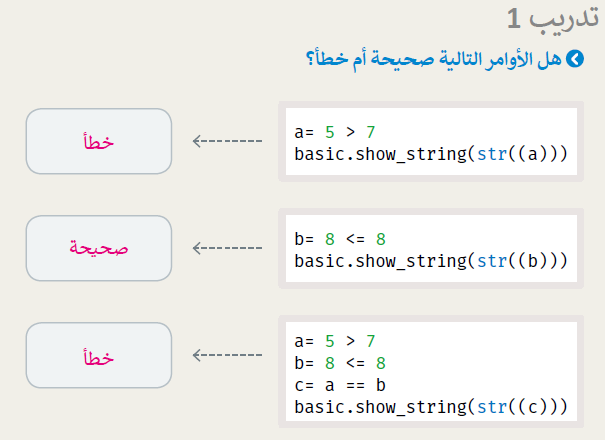 تدريب 1
هل الأوامر التالية صحيحة أم خطأ؟
a= 5 > 7
basic.show_string(str((a)))
خطأ
b= 8 <= 8
basic.show_string(str((b)))
صحيحة
a= 5 > 7
b= 8 <= 8
c= a == b
basic.show_string(str((c)))
خطأ